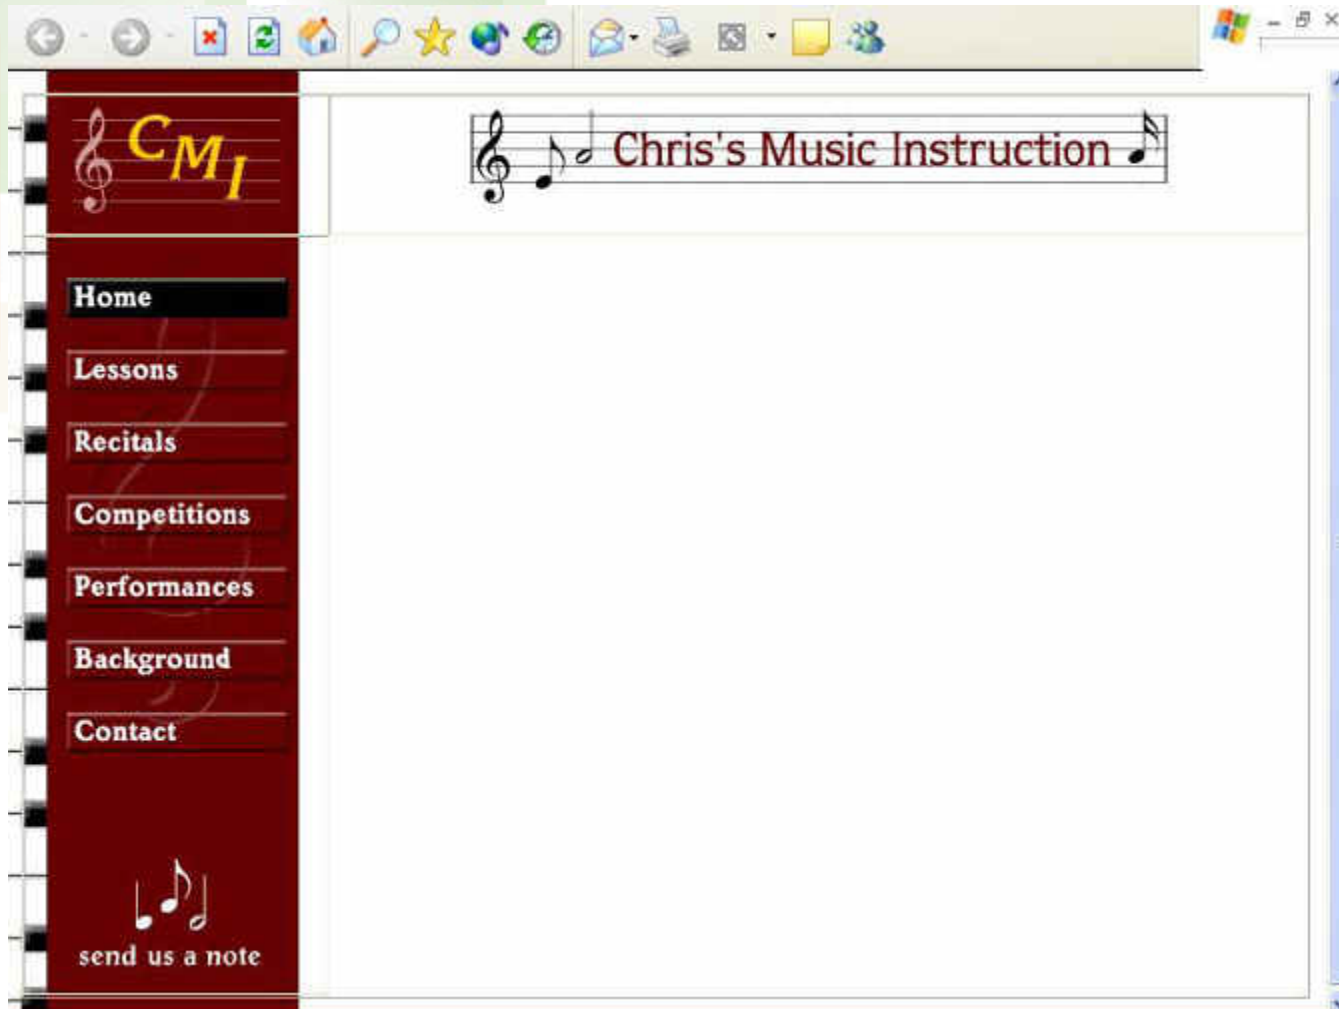 CMI
Chris's Music Instruction
Home
Lessons
Recitals
Competitions
Performances
Background
Contact
send us a note